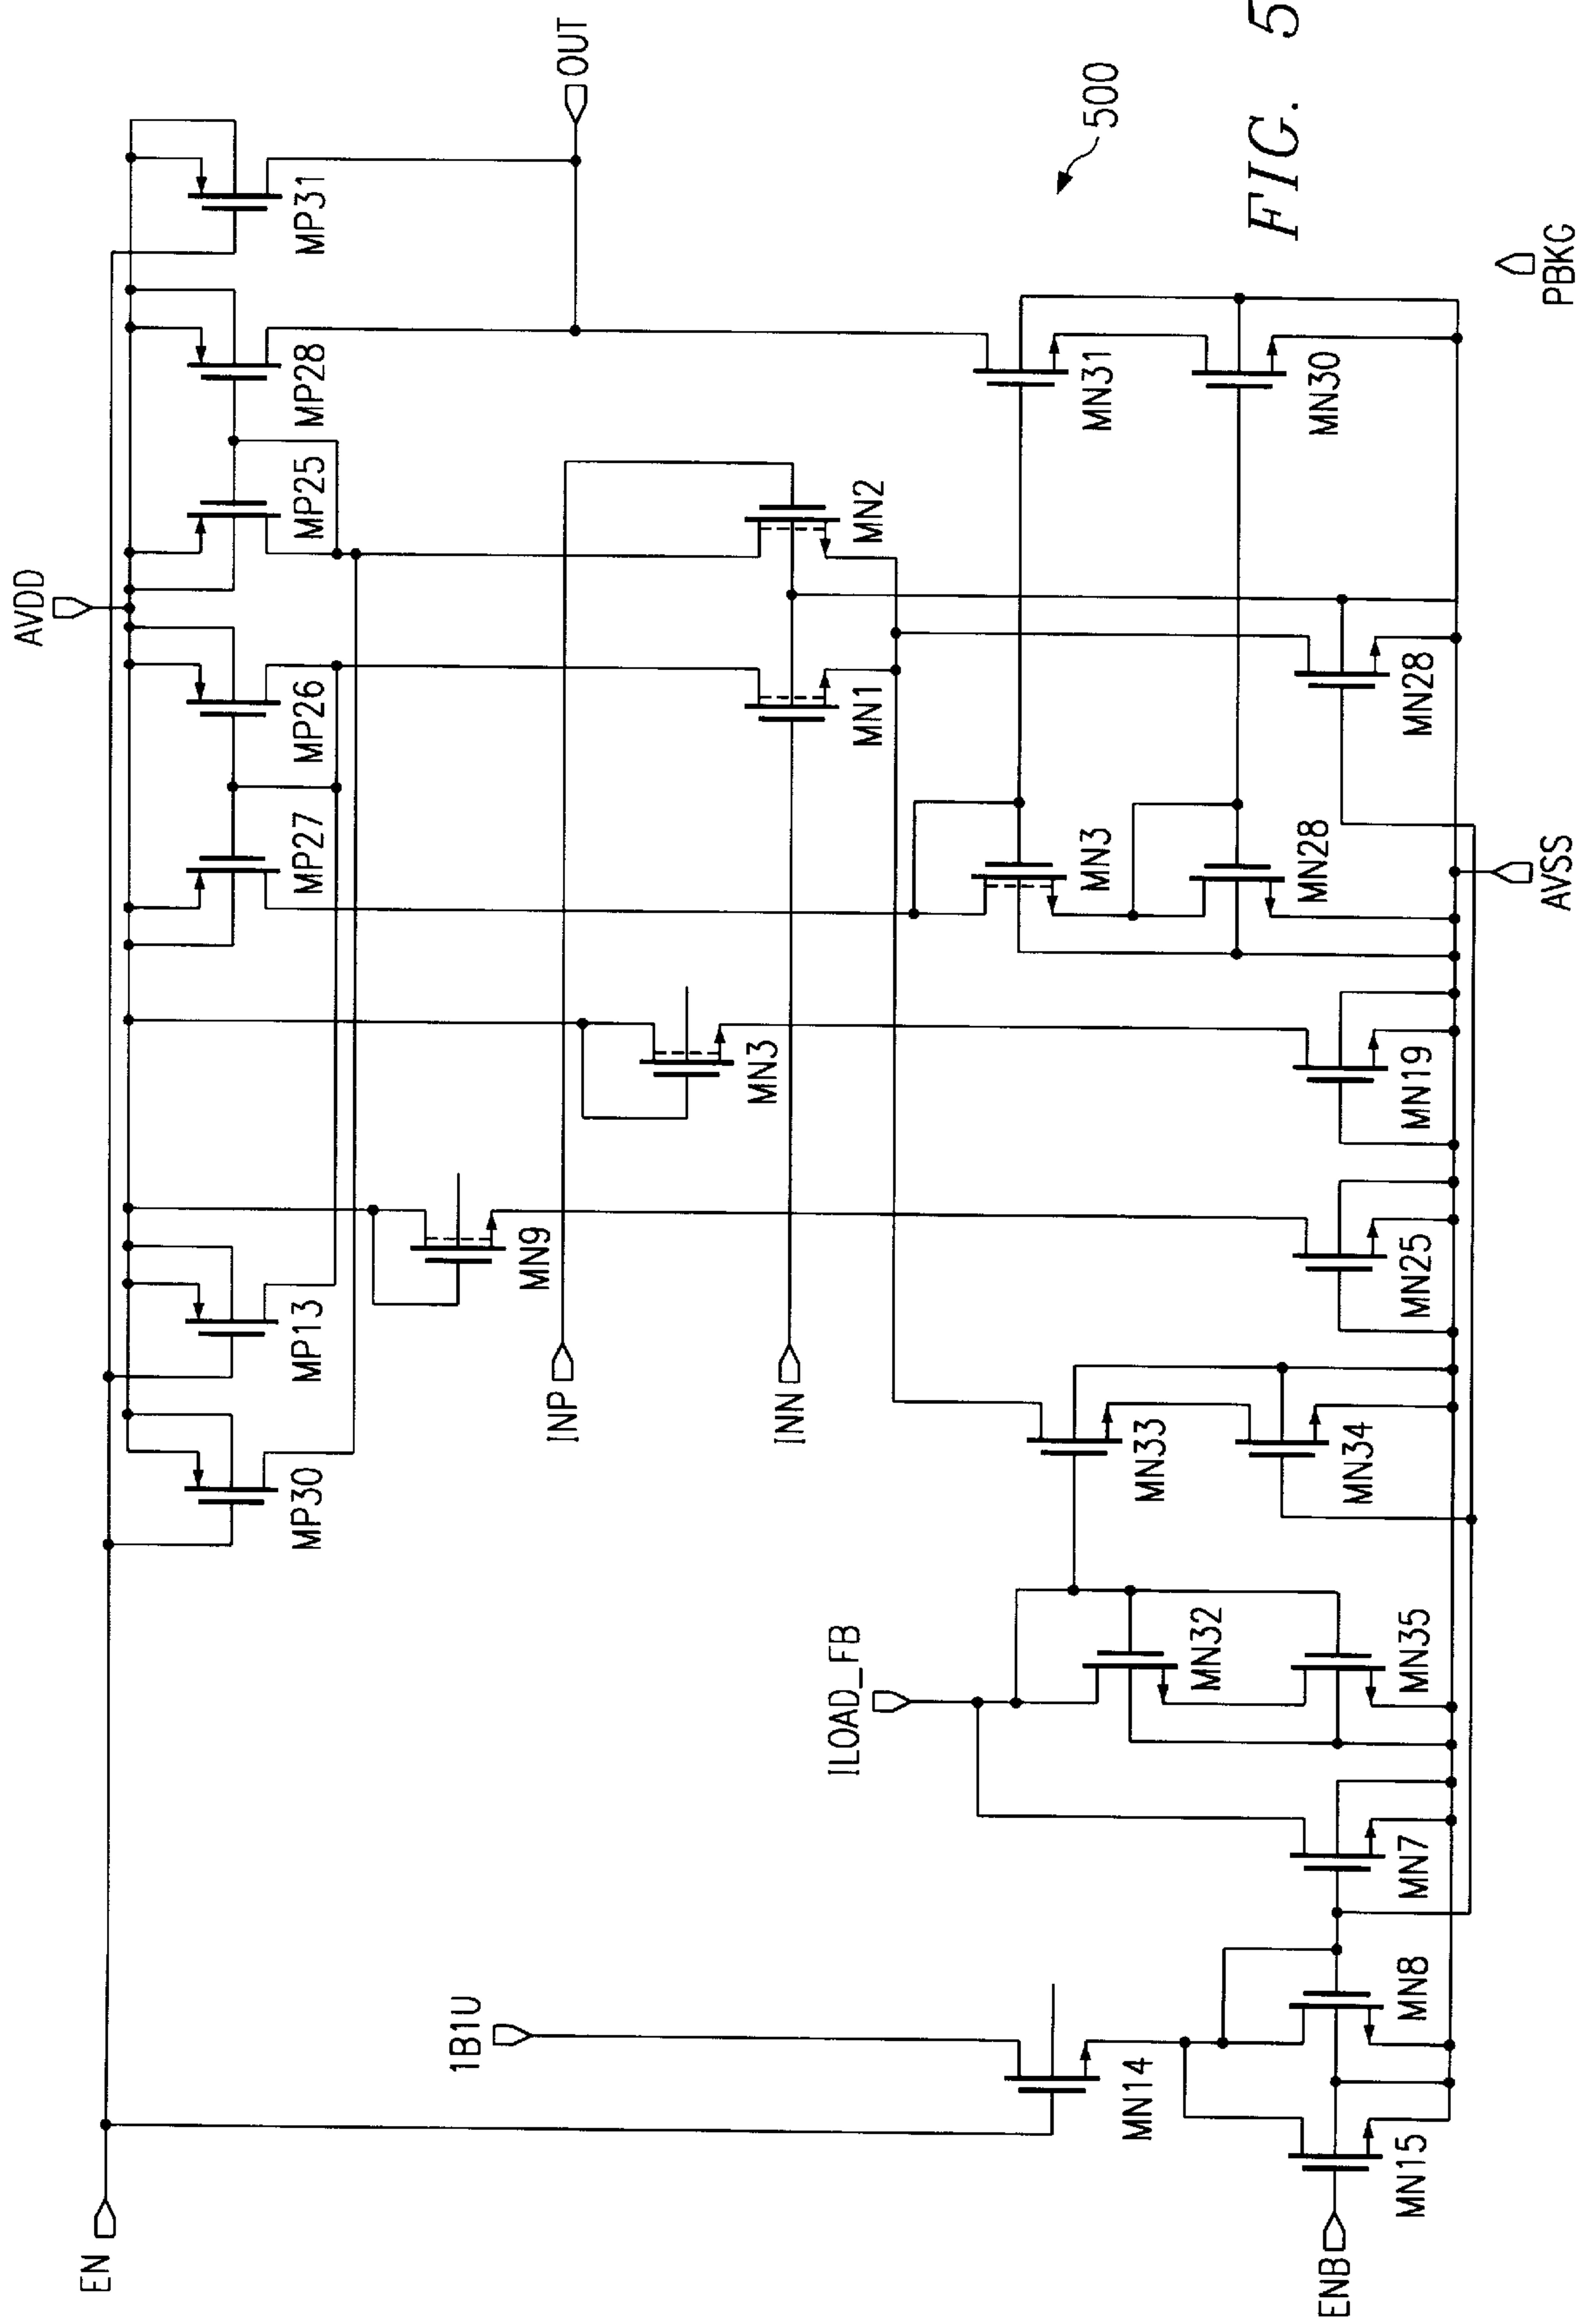 AVDD
OUT
EN
MP30
MP13
MP27
MP26
MP25
MP28
MP31
MN9
MN3
INP
INN
MN1
MN2
ILOAD_FB
1B1U
MN14
MN32
MN33
MN3
MN31
500
ENB
MN15
MN8
MN7
MN35
MN34
MN25
MN19
MN28
MN28
MN30
AVSS
PBKG
FIG. 5